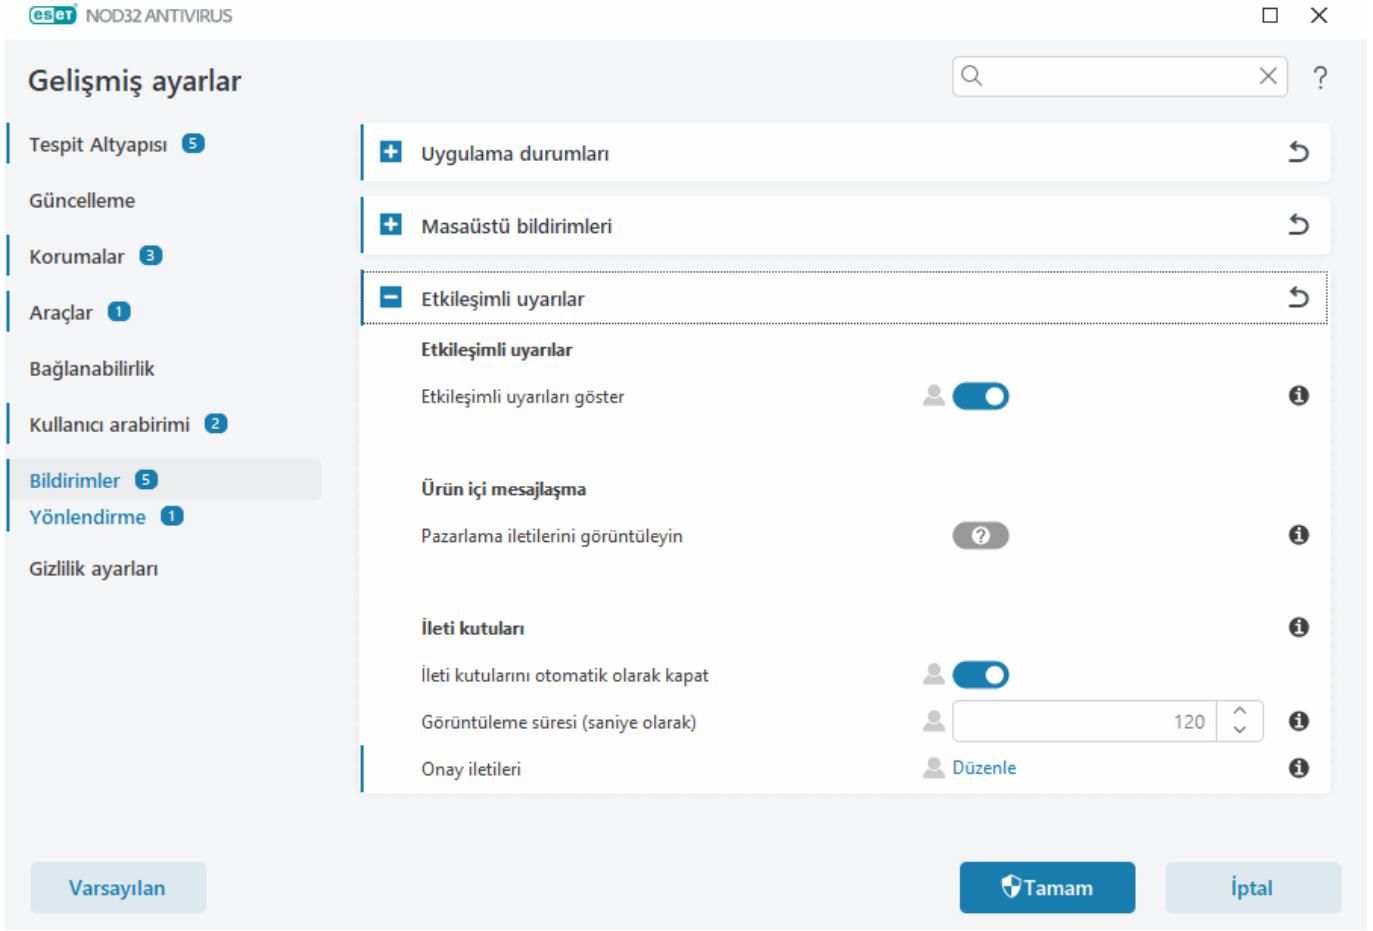 eset NOD32 ANTIVIRUS
Gelişmiş ayarlar
?
Tespit Altyapısı 5
Güncelleme
Korumalar 3
Araçlar 1
Bağlanabilirlik
Kullanıcı arabirimi 2
Bildirimler 5
Yönlendirme 1
Gizlilik ayarları
Uygulama durumları
Masaüstü bildirimleri
Etkileşimli uyarılar
Etkileşimli uyarılar
Etkileşimli uyarıları göster
Ürün içi mesajlaşma
Pazarlama iletilerini görüntüleyin ?
İleti kutuları
İleti kutularını otomatik olarak kapat
Görüntüleme süresi (saniye olarak) 120
Onay iletileri Düzenle
Varsayılan
Tamam
İptal